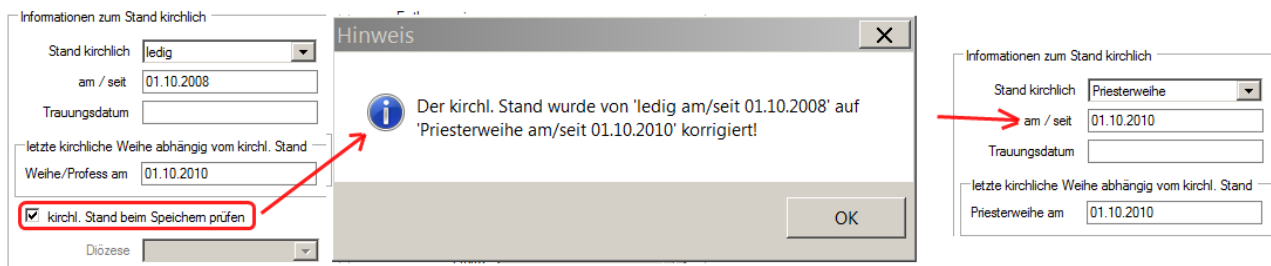 Informationen zum Stand kirchlich
Stand kirchlich ledig
am / seit 01.10.2008
Trauungsdatum
letzte kirchliche Weihe abhängig vom kirchl. Stand
Weihe/Profess am 01.10.2010
kirchl. Stand beim Speichern prüfen
Diözese
Hinweis
Der kirchl. Stand wurde von 'ledig am/seit 01.10.2008' auf
'Priesterweihe am/seit 01.10.2010' korrigiert!
OK
Informationen zum Stand kirchlich
Stand kirchlich Priesterweihe
am / seit 01.10.2010
Trauungsdatum
letzte kirchliche Weihe abhängig vom kirchl. Stand
Priesterweihe am 01.10.2010